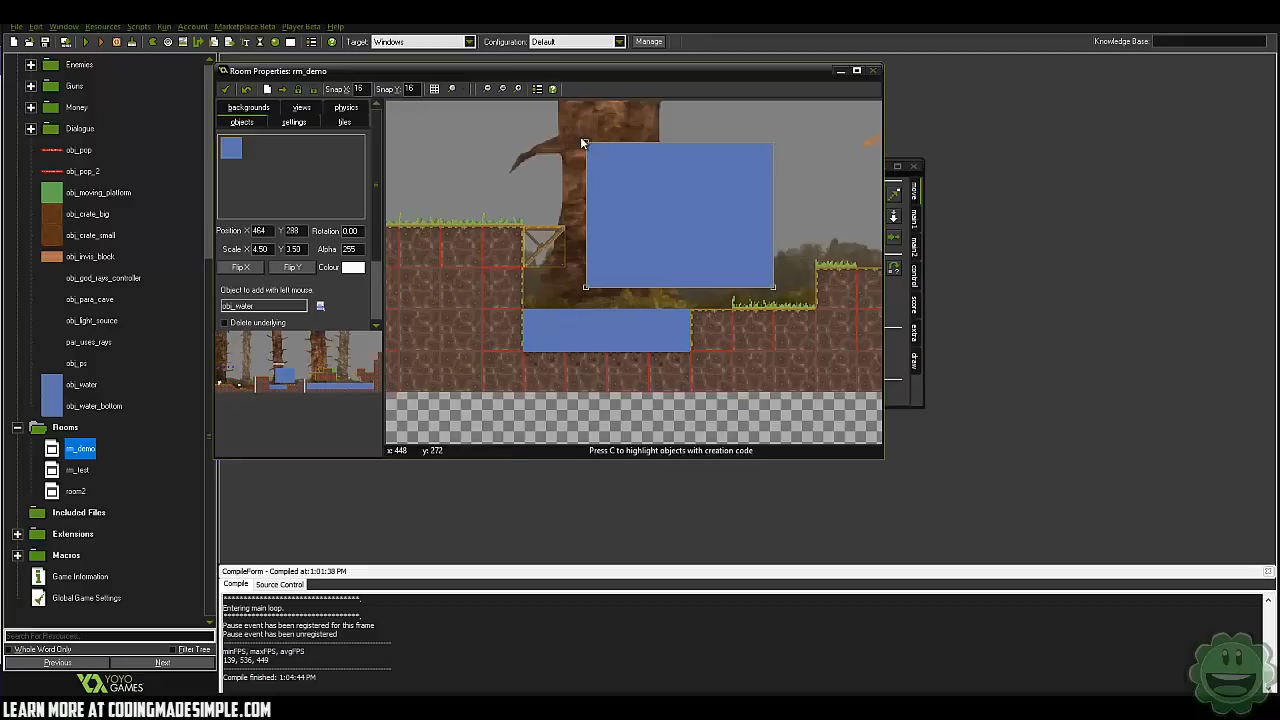 File Edit Window Resources Scripts Run Account Marketplace Beta Player Beta Help
Target: Windows Configuration: Default Manage Knowledge Base:
Enemies
Guns
Money
Dialogue
obj_pop
obj_pop_2
obj_moving_platform
obj_crate_big
obj_crate_small
obj_invis_block
obj_god_rays_controller
obj_para_cave
obj_light_source
par_uses_rays
obj_ps
obj_water
obj_water_bottom
Rooms
rm_demo
rm_test
room2
Included Files
Extensions
Macros
Game Information
Global Game Settings
Search For Resources...
Whole Word Only Filter Tree
Previous Next
YOYO GAMES
Room Properties: rm_demo
Snap X: 16 Snap Y: 16
backgrounds views physics
objects settings tiles
Position X 464 Y 288 Rotation 0.00
Scale X 4.50 Y 3.50 Alpha 255
Flip X Flip Y Colour
Object to add with left mouse:
obj_water
Delete underlying
x: 448 y: 272 Press C to highlight objects with creation code
move
main1
main2
control
score
extra
draw
CompileForm - Compiled at:1:01:38 PM
Compile Source Control
Entering main loop.
Pause event has been registered for this frame
Pause event has been unregistered
minFPS, maxFPS, avgFPS
139, 536, 449
Compile finished: 1:04:44 PM
LEARN MORE AT CODINGMADESIMPLE.COM